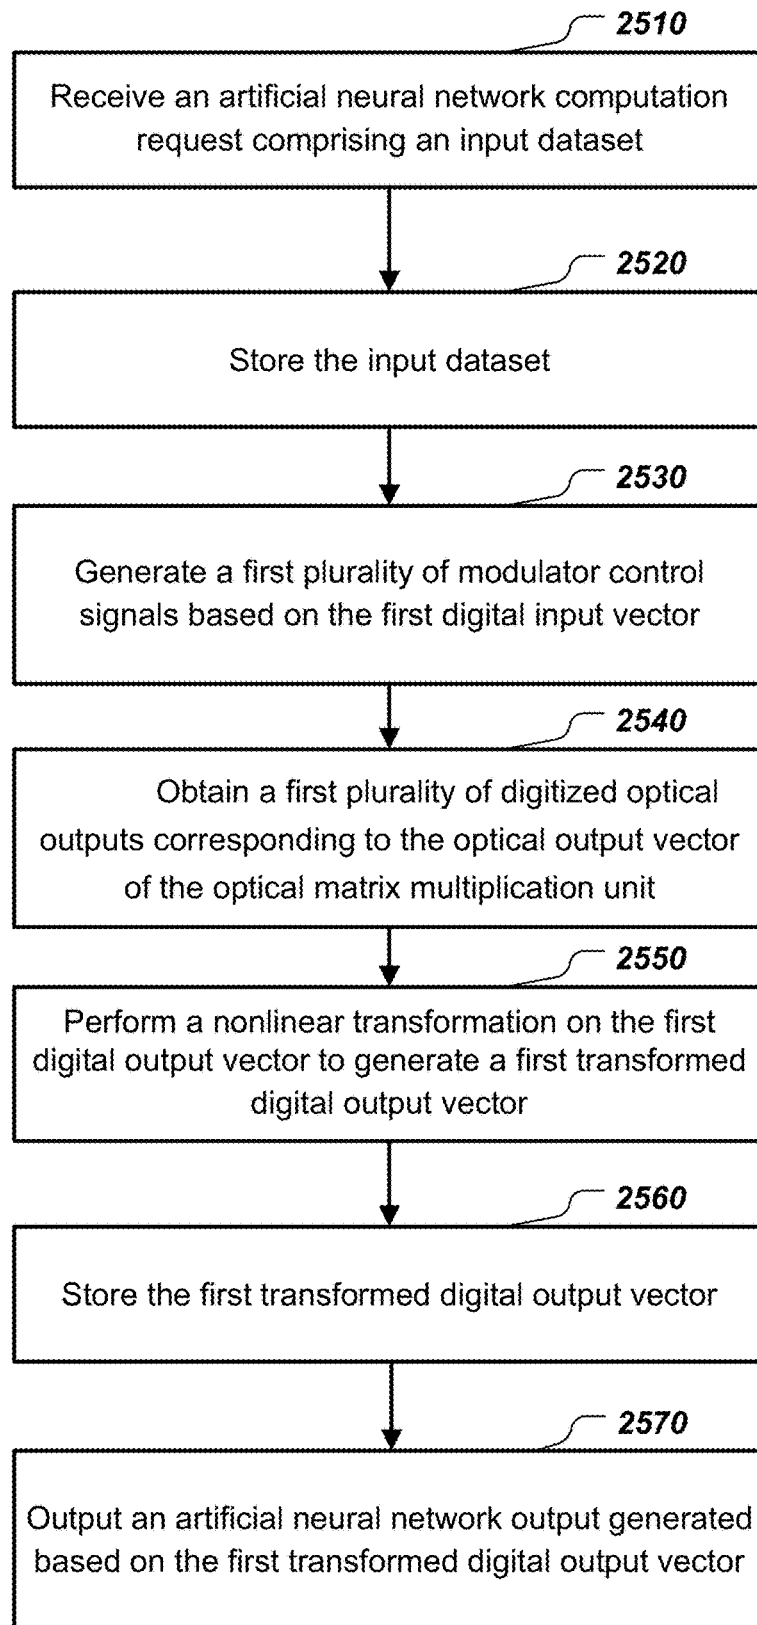 2510
Receive an artificial neural network computation
request comprising an input dataset
2520
Store the input dataset
2530
Generate a first plurality of modulator control
signals based on the first digital input vector
2540
Obtain a first plurality of digitized optical
outputs corresponding to the optical output vector
of the optical matrix multiplication unit
2550
Perform a nonlinear transformation on the first
digital output vector to generate a first transformed
digital output vector
2560
Store the first transformed digital output vector
2570
Output an artificial neural network output generated
based on the first transformed digital output vector